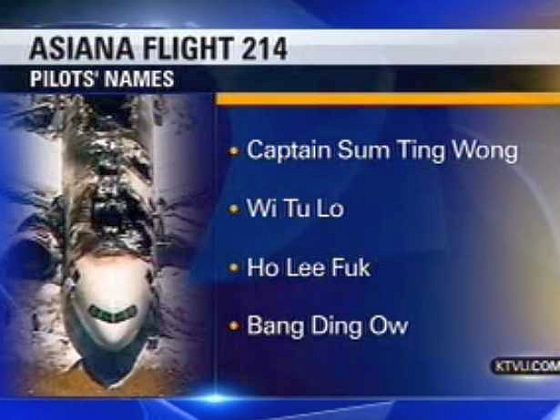 ASIANA FLIGHT 214
PILOTS' NAMES
• Captain Sum Ting Wong
• Wi Tu Lo
• Ho Lee Fuk
• Bang Ding Ow
KTVU.COM